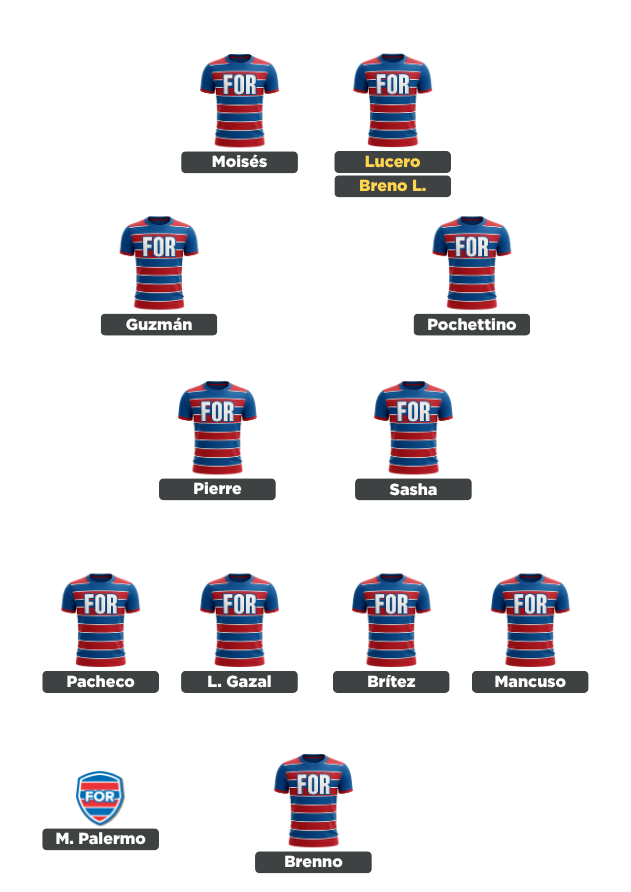 FOR
FOR
Moisés
Lucero
Breno L.
FOR
FOR
Guzmán
Pochettino
FOR
FOR
Pierre
Sasha
FOR
FOR
FOR
FOR
Pacheco
L. Gazal
Brítez
Mancuso
FOR
FOR
M. Palermo
Brenno